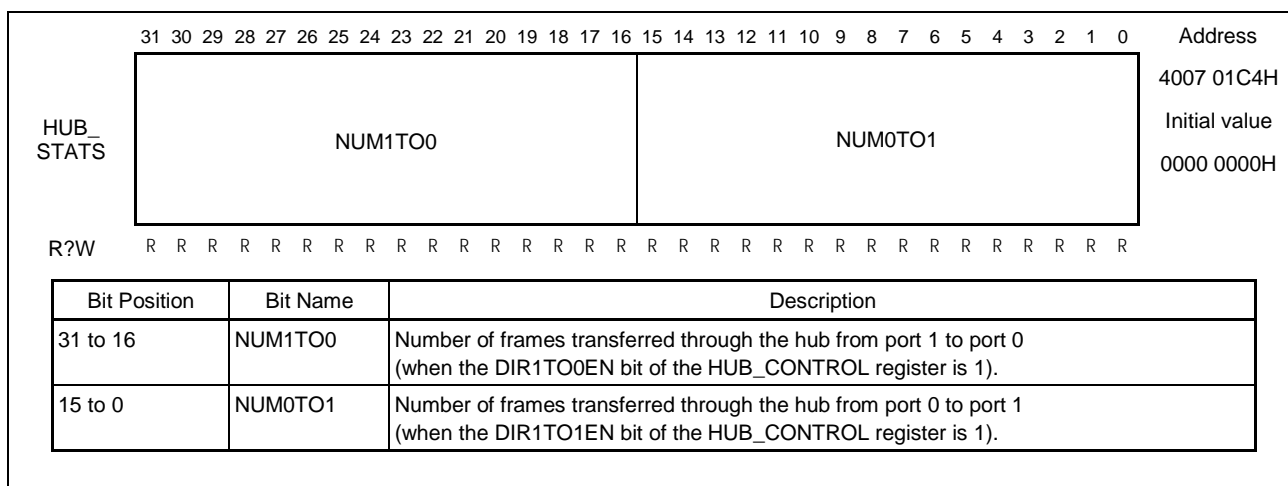 31 30 29 28 27 26 25 24 23 22 21 20 19 18 17 16 15 14 13 12 11 10 9 8 7 6 5 4 3 2 1 0 Address
4007 01C4H
HUB_
STATS
NUM1TO0 NUM0TO1
Initial value
0000 0000H
R?W R R R R R R R R R R R R R R R R R R R R R R R R R R R R R R R R
Bit Position Bit Name Description
31 to 16 NUM1TO0 Number of frames transferred through the hub from port 1 to port 0
(when the DIR1TO0EN bit of the HUB_CONTROL register is 1).
15 to 0 NUM0TO1 Number of frames transferred through the hub from port 0 to port 1
(when the DIR1TO1EN bit of the HUB_CONTROL register is 1).